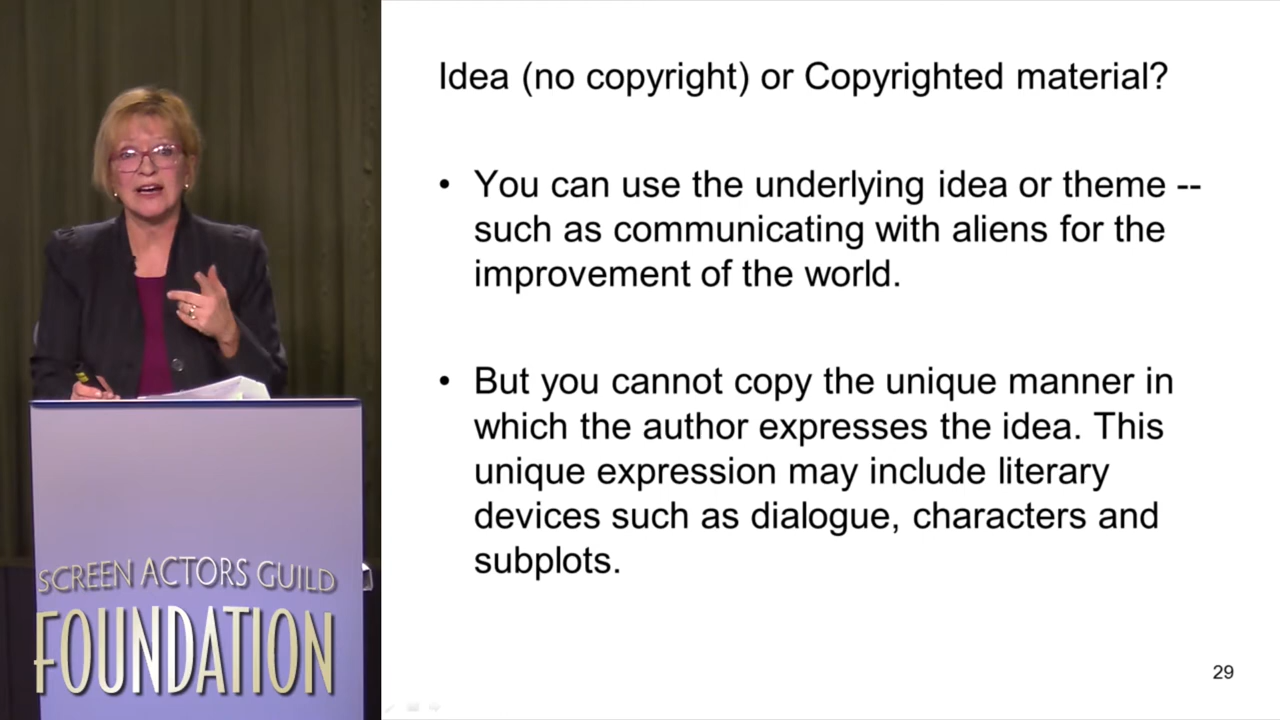 Idea (no copyright) or Copyrighted material?
• You can use the underlying idea or theme --
such as communicating with aliens for the
improvement of the world.
• But you cannot copy the unique manner in
which the author expresses the idea. This
unique expression may include literary
devices such as dialogue, characters and
subplots.
29
SCREEN ACTORS GUILD
FOUNDATION